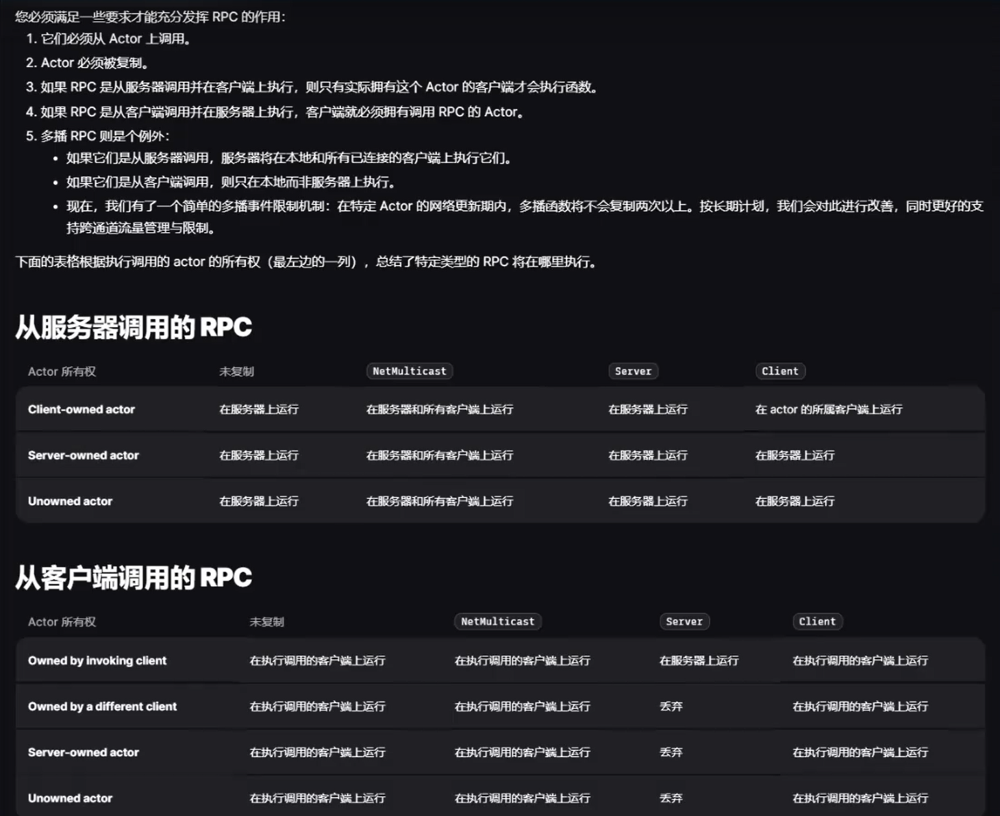 您必须满足一些要求才能充分发挥 RPC 的作用：
1. 它们必须从 Actor 上调用。
2. Actor 必须被复制。
3. 如果 RPC 是从服务器调用并在客户端上执行，则只有实际拥有这个 Actor 的客户端才会执行函数。
4. 如果 RPC 是从客户端调用并在服务器上执行，客户端就必须拥有调用 RPC 的 Actor。
5. 多播 RPC 则是个例外：
• 如果它们是从服务器调用，服务器将在本地和所有已连接的客户端上执行它们。
• 如果它们是从客户端调用，则只在本地而非服务器上执行。
• 现在，我们有了一个简单的多播事件限制机制：在特定 Actor 的网络更新期内，多播函数将不会复制两次以上。按长期计划，我们会对此进行改善，同时更好的支
持跨通道流量管理与限制。
下面的表格根据执行调用的 actor 的所有权（最左边的一列），总结了特定类型的 RPC 将在哪里执行。
从服务器调用的 RPC
Actor 所有权 未复制 NetMulticast Server Client
Client-owned actor 在服务器上运行 在服务器和所有客户端上运行 在服务器上运行 在 actor 的所属客户端上运行
Server-owned actor 在服务器上运行 在服务器和所有客户端上运行 在服务器上运行 在服务器上运行
Unowned actor 在服务器上运行 在服务器和所有客户端上运行 在服务器上运行 在服务器上运行
从客户端调用的 RPC
Actor 所有权 未复制 NetMulticast Server Client
Owned by invoking client 在执行调用的客户端上运行 在执行调用的客户端上运行 在服务器上运行 在执行调用的客户端上运行
Owned by a different client 在执行调用的客户端上运行 在执行调用的客户端上运行 丢弃 在执行调用的客户端上运行
Server-owned actor 在执行调用的客户端上运行 在执行调用的客户端上运行 丢弃 在执行调用的客户端上运行
Unowned actor 在执行调用的客户端上运行 在执行调用的客户端上运行 丢弃 在执行调用的客户端上运行